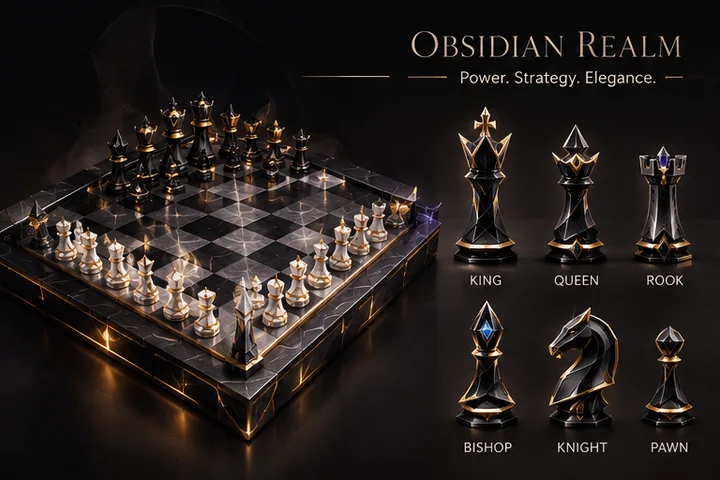 Obsidian Realm
Power. Strategy. Elegance.
KING
QUEEN
ROOK
BISHOP
KNIGHT
PAWN